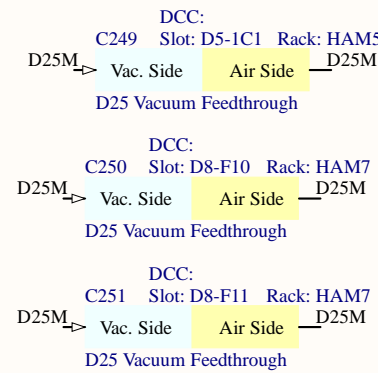 DCC:
C249 Slot: D5-1C1 Rack: HAM5
D25M Vac. Side Air Side D25M
D25 Vacuum Feedthrough
DCC:
C250 Slot: D8-F10 Rack: HAM7
D25M Vac. Side Air Side D25M
D25 Vacuum Feedthrough
DCC:
C251 Slot: D8-F11 Rack: HAM7
D25M Vac. Side Air Side D25M
D25 Vacuum Feedthrough